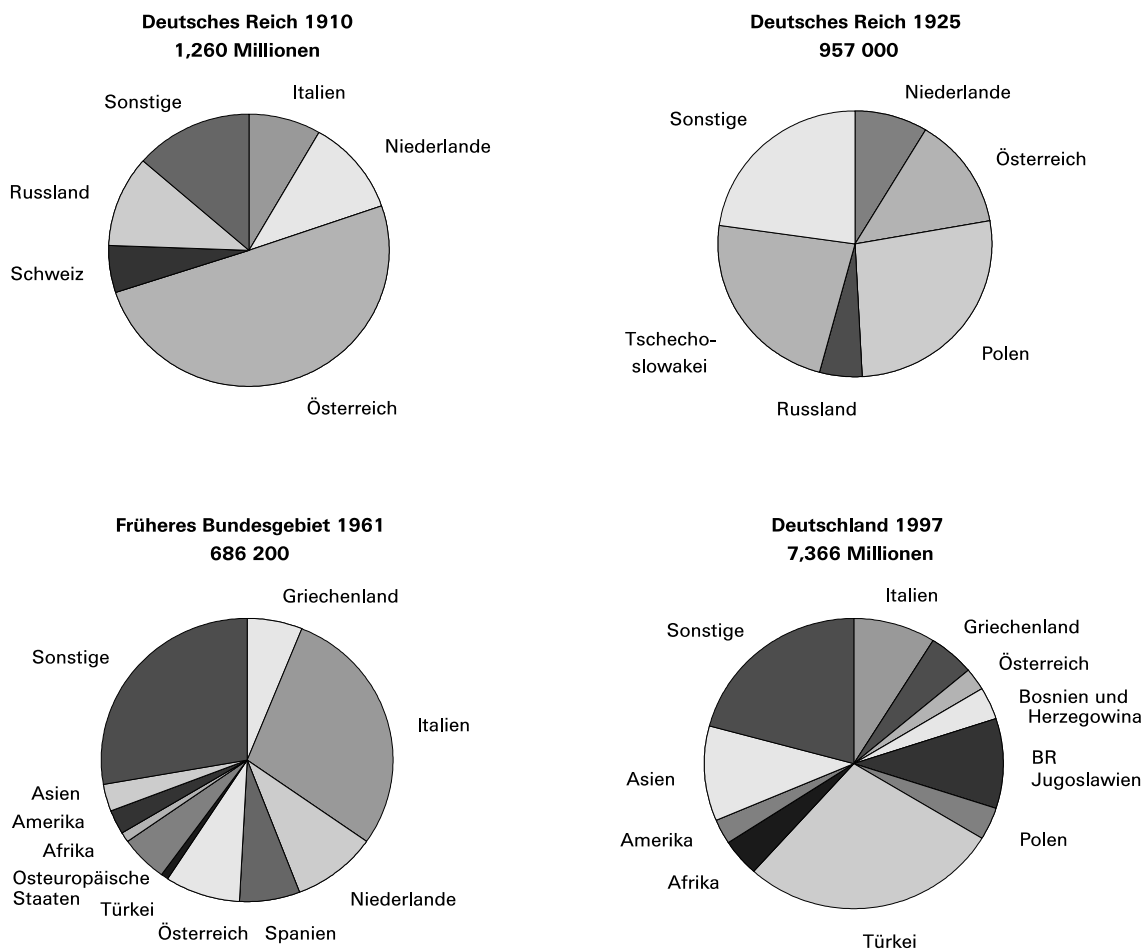 Deutsches Reich 1910
1,260 Millionen
Sonstige
Italien
Niederlande
Russland
Schweiz
Österreich
Deutsches Reich 1925
957 000
Sonstige
Niederlande
Österreich
Tschecho-
slowakei
Polen
Russland
Früheres Bundesgebiet 1961
686 200
Griechenland
Sonstige
Italien
Asien
Amerika
Afrika
Osteuropäische
Staaten
Türkei
Österreich
Spanien
Niederlande
Deutschland 1997
7,366 Millionen
Italien
Sonstige
Griechenland
Österreich
Bosnien und
Herzegowina
BR
Jugoslawien
Asien
Amerika
Polen
Afrika
Türkei